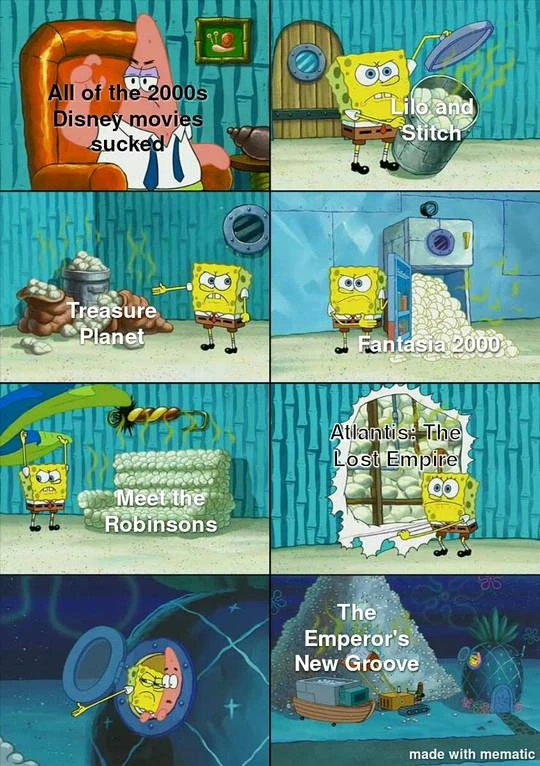 All of the 2000s
Disney movies
sucked
Lilo and
Stitch
Treasure
Planet
Fantasia 2000
Meet the
Robinsons
Atlantis: The
Lost Empire
The
Emperor's
New Groove
made with mematic